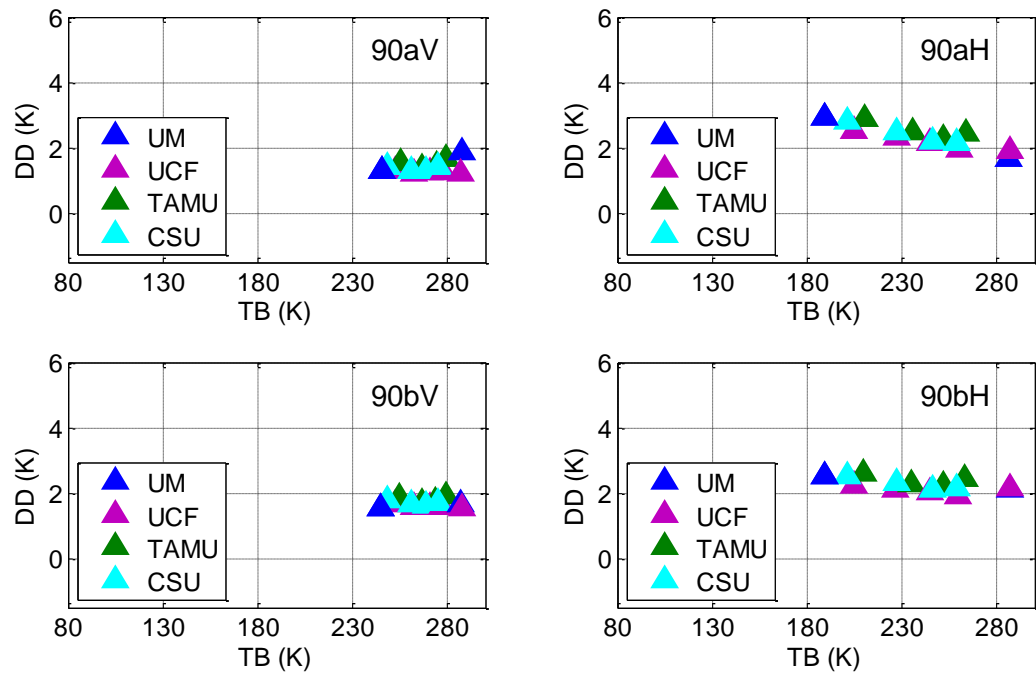 6
4
2
0
DD (K)
90aV
UM
UCF
TAMU
CSU
80 130 180 230 280
TB (K)
6
4
2
0
DD (K)
90aH
UM
UCF
TAMU
CSU
80 130 180 230 280
TB (K)
6
4
2
0
DD (K)
90bV
UM
UCF
TAMU
CSU
80 130 180 230 280
TB (K)
6
4
2
0
DD (K)
90bH
UM
UCF
TAMU
CSU
80 130 180 230 280
TB (K)